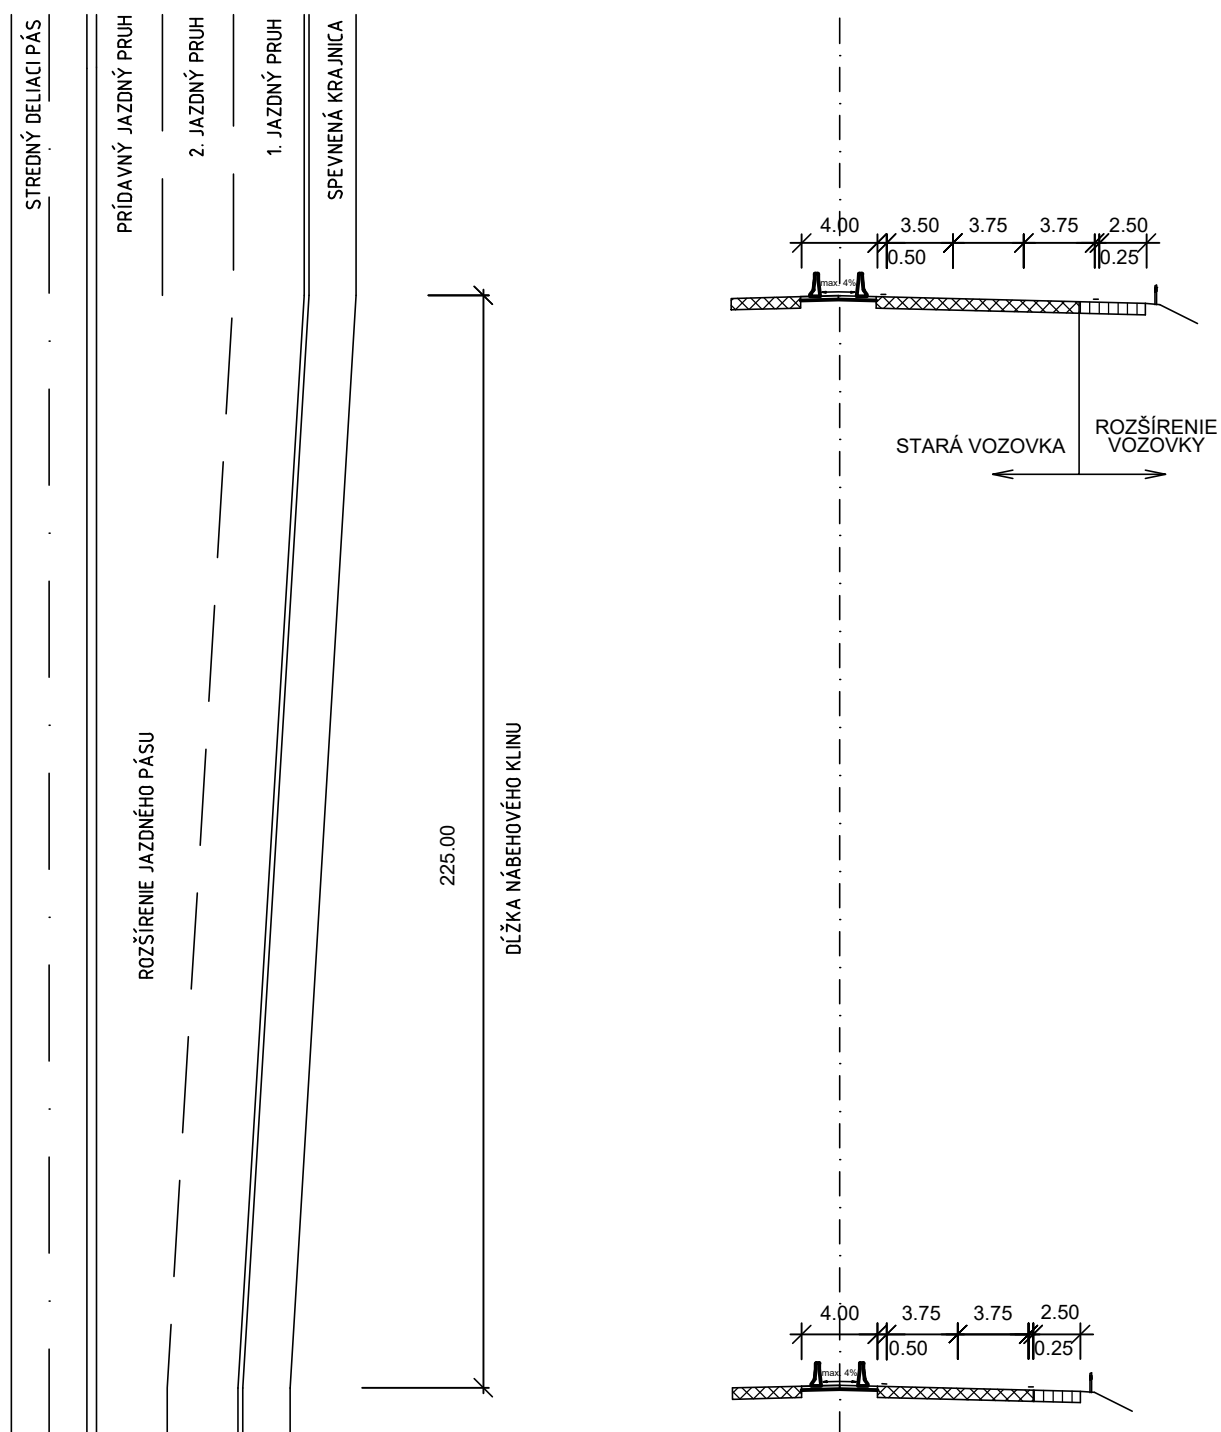 STREDNÝ DELIACI PÁS
PRÍDAVNÝ JAZDNÝ PRUH
2. JAZDNÝ PRUH
1. JAZDNÝ PRUH
SPEVNENÁ KRAJNICA
4.00 3.50 3.75 3.75 2.50
0.50 0.25
max. 4%
STARÁ VOZOVKA
ROZŠÍRENIE
VOZOVKY
ROZŠÍRENIE JAZDNÉHO PÁSU
225.00
DĹŽKA NÁBEHOVÉHO KLINU
4.00 3.75 3.75 2.50
0.50 0.25
max. 4%